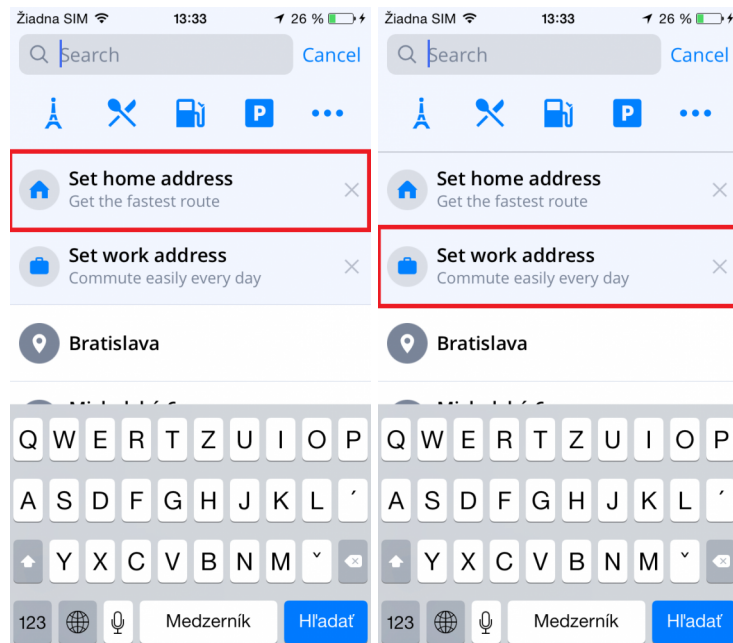 Žiadna SIM 13:33 26 %
Search Cancel
P
Set home address
Get the fastest route
Set work address
Commute easily every day
Bratislava
Q W E R T Z U I O P
A S D F G H J K L ´
Y X C V B N M ˇ
123 Medzerník Hľadať
Žiadna SIM 13:33 26 %
Search Cancel
P
Set home address
Get the fastest route
Set work address
Commute easily every day
Bratislava
Q W E R T Z U I O P
A S D F G H J K L ´
Y X C V B N M ˇ
123 Medzerník Hľadať